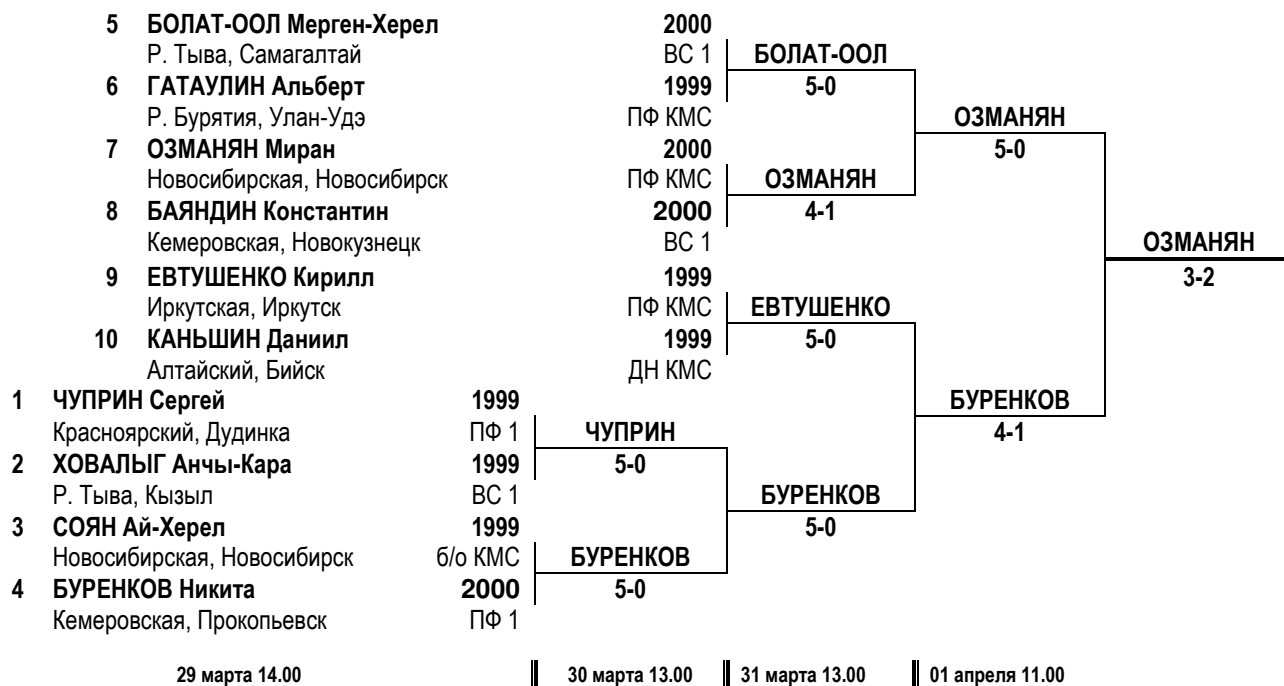 5 БОЛАТ-ООЛ Мерген-Херел 2000
Р. Тыва, Самагалтай ВС 1 БОЛАТ-ООЛ
6 ГАТАУЛИН Альберт 1999 5-0
Р. Бурятия, Улан-Удэ ПФ КМС ОЗМАНЯН
7 ОЗМАНЯН Миран 2000 5-0
Новосибирская, Новосибирск ПФ КМС ОЗМАНЯН
8 БАЯНДИН Константин 2000 4-1
Кемеровская, Новокузнецк ВС 1 ОЗМАНЯН
9 ЕВТУШЕНКО Кирилл 1999 3-2
Иркутская, Иркутск ПФ КМС ЕВТУШЕНКО
10 КАНЬШИН Даниил 1999 5-0
Алтайский, Бийск ДН КМС
1 ЧУПРИН Сергей 1999 БУРЕНКОВ
Красноярский, Дудинка ПФ 1 ЧУПРИН 4-1
2 ХОВАЛЫГ Анчы-Кара 1999 5-0
Р. Тыва, Кызыл ВС 1 БУРЕНКОВ
3 СОЯН Ай-Херел 1999 5-0
Новосибирская, Новосибирск б/о КМС БУРЕНКОВ
4 БУРЕНКОВ Никита 2000 5-0
Кемеровская, Прокопьевск ПФ 1
29 марта 14.00 30 марта 13.00 31 марта 13.00 01 апреля 11.00